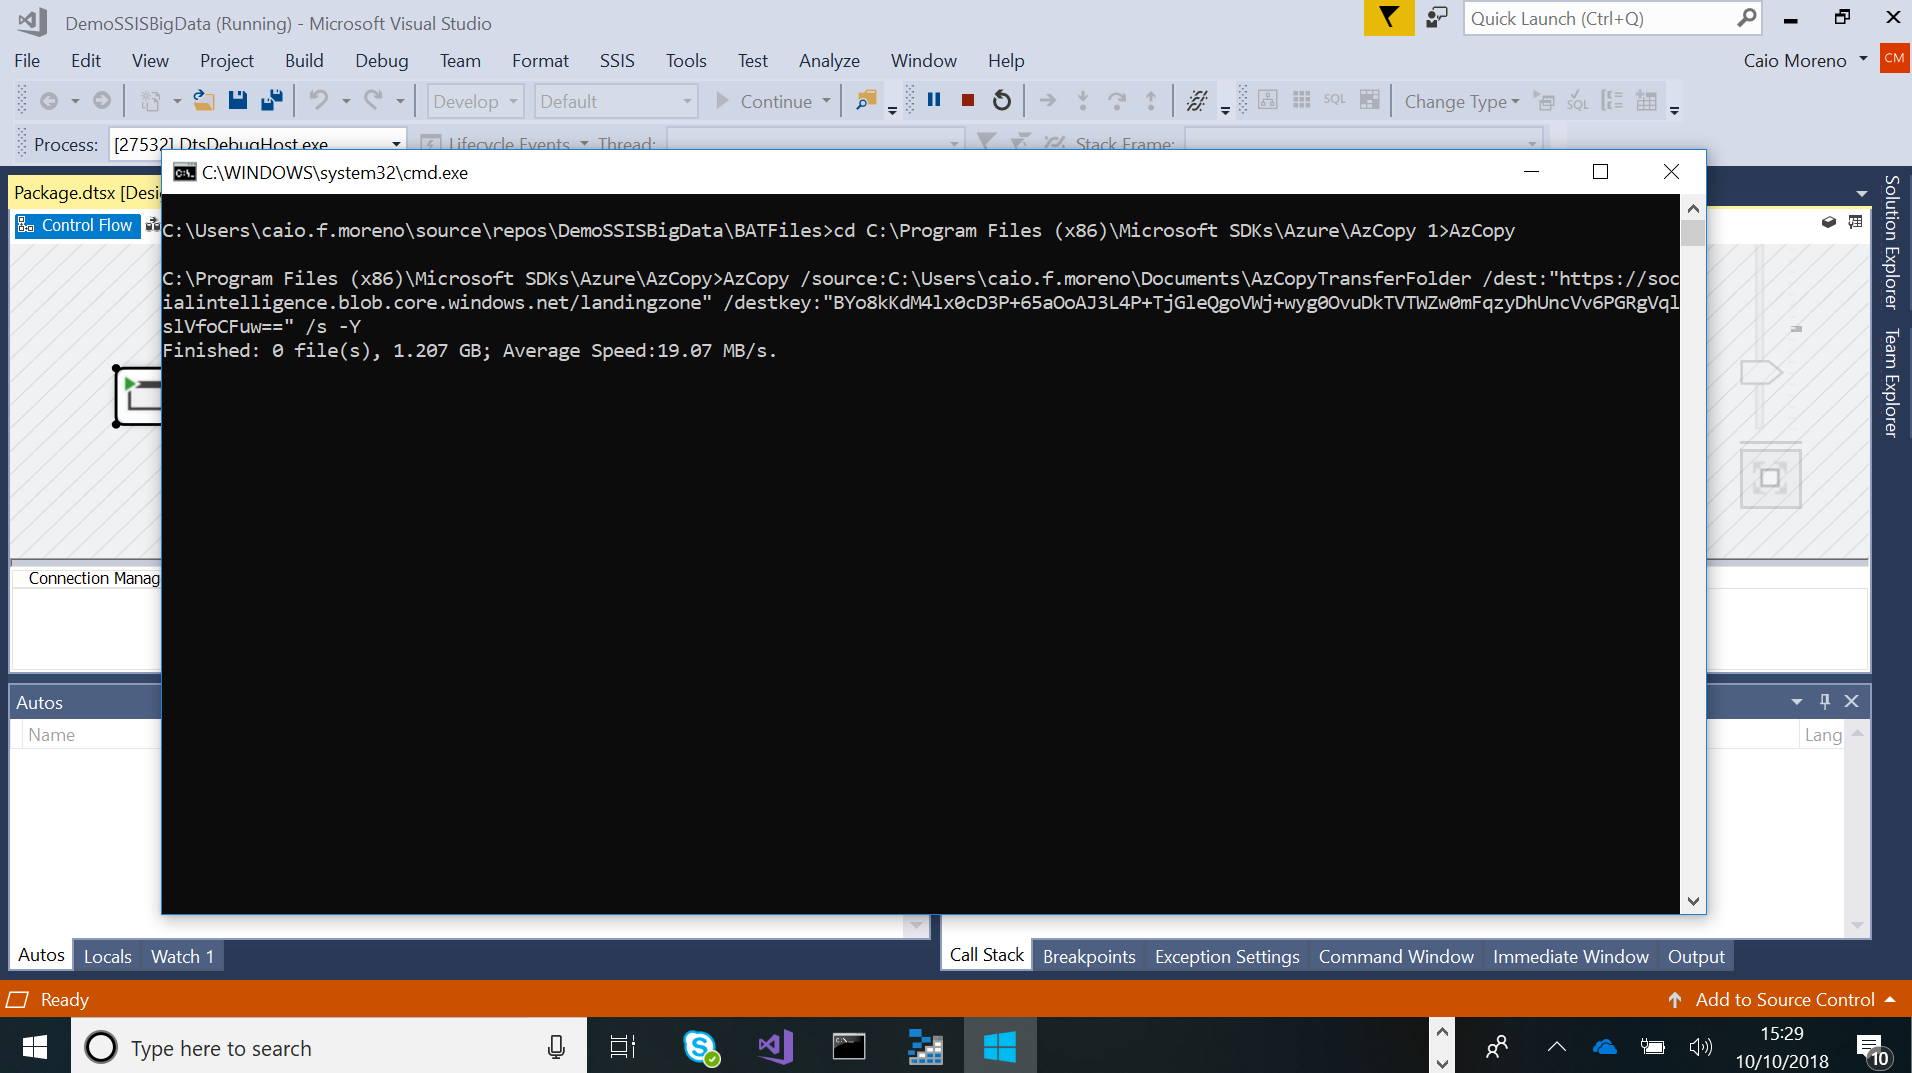 DemoSSISBigData (Running) - Microsoft Visual Studio
Quick Launch (Ctrl+Q)
File Edit View Project Build Debug Team Format SSIS Tools Test Analyze Window Help
Caio Moreno CM
Develop Default Continue SQL Change Type SQL
Process: [27532] DtsDebugHost.exe Lifecycle Events Thread: Stack Frame:
C:\WINDOWS\system32\cmd.exe
Package.dtsx [Desi
Control Flow
C:\Users\caio.f.moreno\source\repos\DemoSSISBigData\BATFiles>cd C:\Program Files (x86)\Microsoft SDKs\Azure\AzCopy 1>AzCopy
C:\Program Files (x86)\Microsoft SDKs\Azure\AzCopy>AzCopy /source:C:\Users\caio.f.moreno\Documents\AzCopyTransferFolder /dest:"https://soc
ialintelligence.blob.core.windows.net/landingzone" /destkey:"BYo8kKdM4lx0cD3P+65aOoAJ3L4P+TjGleQgoVWj+wyg0OvuDkTVTWZw0mFqzyDhUncVv6PGRgVql
slVfoCFuw==" /s -Y
Finished: 0 file(s), 1.207 GB; Average Speed:19.07 MB/s.
Solution Explorer
Team Explorer
Connection Manag
Autos
Name
Lang
Autos Locals Watch 1
Call Stack Breakpoints Exception Settings Command Window Immediate Window Output
Ready
Add to Source Control
Type here to search
15:29
10/10/2018
10